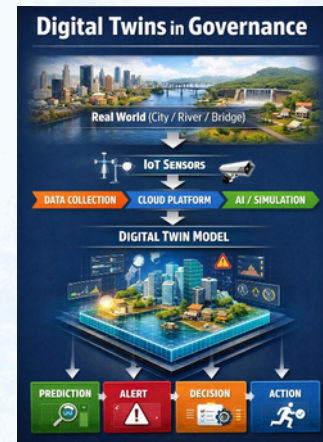 Digital Twins in Governance
Real World (City / River / Bridge)
IoT Sensors
DATA COLLECTION
CLOUD PLATFORM
AI / SIMULATION
DIGITAL TWIN MODEL
PREDICTION
ALERT
DECISION
ACTION